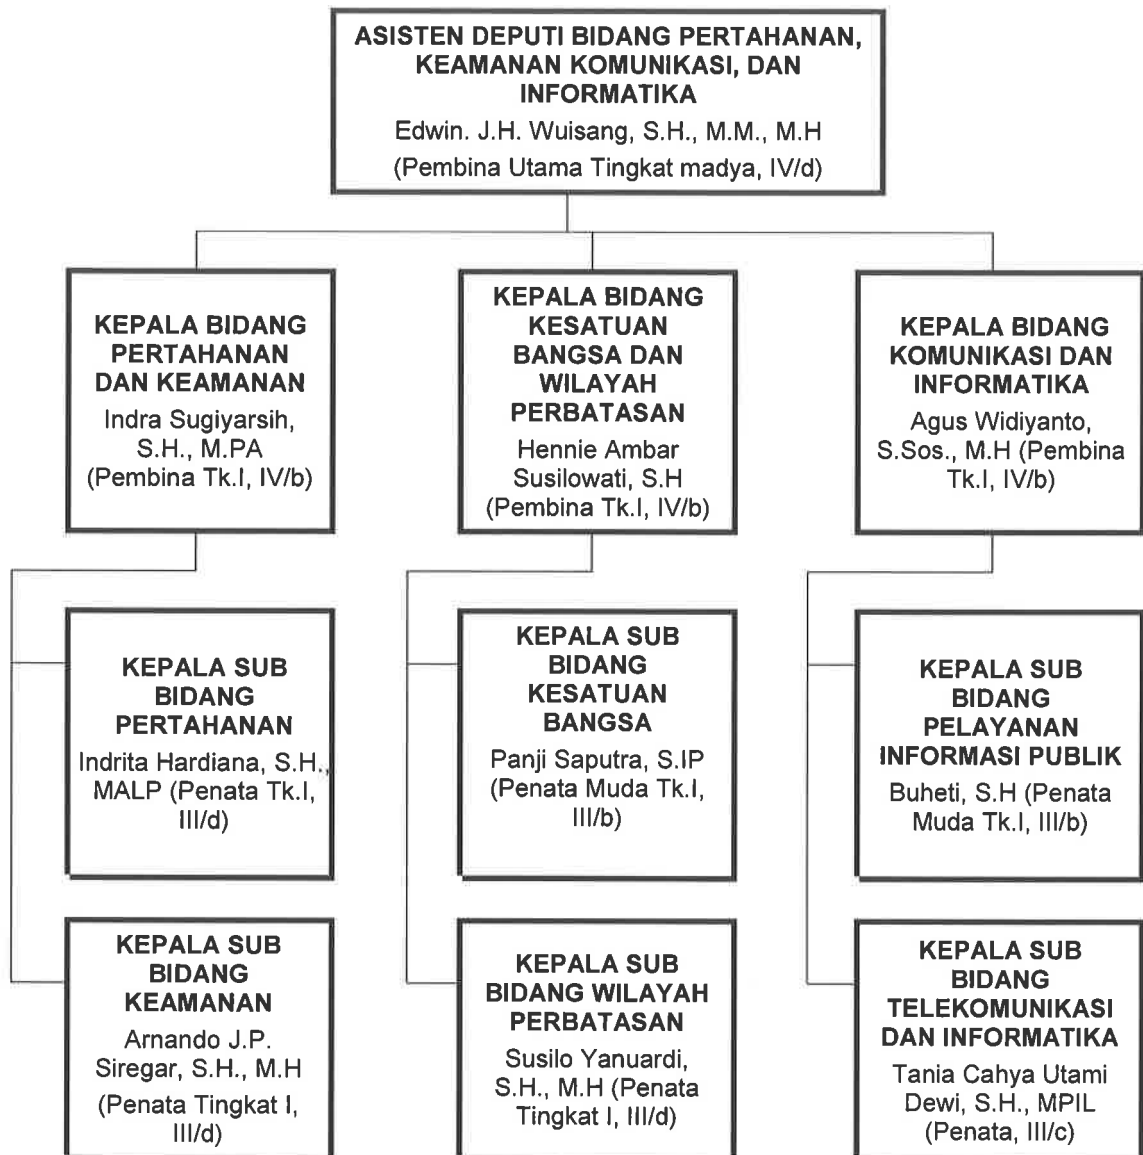 ASISTEN DEPUTI BIDANG PERTAHANAN,
KEAMANAN KOMUNIKASI, DAN
INFORMATIKA
Edwin. J.H. Wuisang, S.H., M.M., M.H
(Pembina Utama Tingkat madya, IV/d)
KEPALA BIDANG
PERTAHANAN
DAN KEAMANAN
Indra Sugiyarsih,
S.H., M.PA
(Pembina Tk.I, IV/b)
KEPALA BIDANG
KESATUAN
BANGSA DAN
WILAYAH
PERBATASAN
Hennie Ambar
Susilowati, S.H
(Pembina Tk.I, IV/b)
KEPALA BIDANG
KOMUNIKASI DAN
INFORMATIKA
Agus Widiyanto,
S.Sos., M.H (Pembina
Tk.I, IV/b)
KEPALA SUB
BIDANG
PERTAHANAN
Indrita Hardiana, S.H.,
MALP (Penata Tk.I,
III/d)
KEPALA SUB
BIDANG
KESATUAN
BANGSA
Panji Saputra, S.IP
(Penata Muda Tk.I,
III/b)
KEPALA SUB
BIDANG
PELAYANAN
INFORMASI PUBLIK
Buheti, S.H (Penata
Muda Tk.I, III/b)
KEPALA SUB
BIDANG
KEAMANAN
Arnando J.P.
Siregar, S.H., M.H
(Penata Tingkat I,
III/d)
KEPALA SUB
BIDANG WILAYAH
PERBATASAN
Susilo Yanuardi,
S.H., M.H (Penata
Tingkat I, III/d)
KEPALA SUB
BIDANG
TELEKOMUNIKASI
DAN INFORMATIKA
Tania Cahya Utami
Dewi, S.H., MPIL
(Penata, III/c)